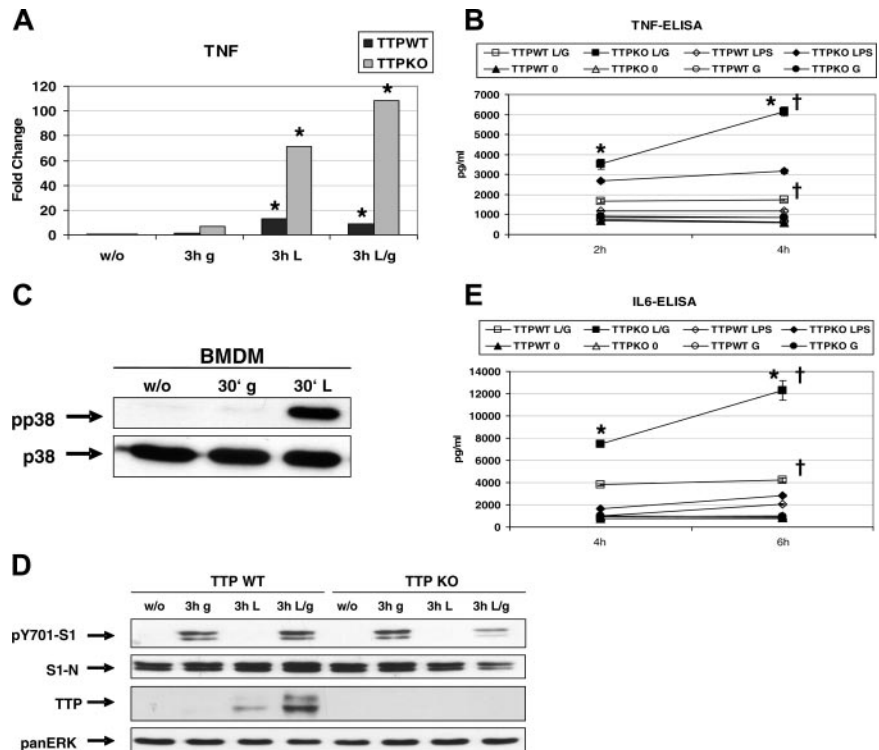 A
TNF
TTPWT
TTPKO
Fold Change
120
100
80
60
40
20
0
w/o 3h g 3h L 3h L/g
* * * *
B
TNF-ELISA
TTPWT L/G TTPKO L/G TTPWT LPS TTPKO LPS
TTPWT 0 TTPKO 0 TTPWT G TTPKO G
pg/ml
7000
6000
5000
4000
3000
2000
1000
0
* * †
†
2h 4h
C
BMDM
w/o 30' g 30' L
pp38
p38
E
IL6-ELISA
TTPWT L/G TTPKO L/G TTPWT LPS TTPKO LPS
TTPWT 0 TTPKO 0 TTPWT G TTPKO G
pg/ml
14000
12000
10000
8000
6000
4000
2000
0
* * †
†
4h 6h
D
TTP WT TTP KO
w/o 3h g 3h L 3h L/g w/o 3h g 3h L 3h L/g
pY701-S1
S1-N
TTP
panERK